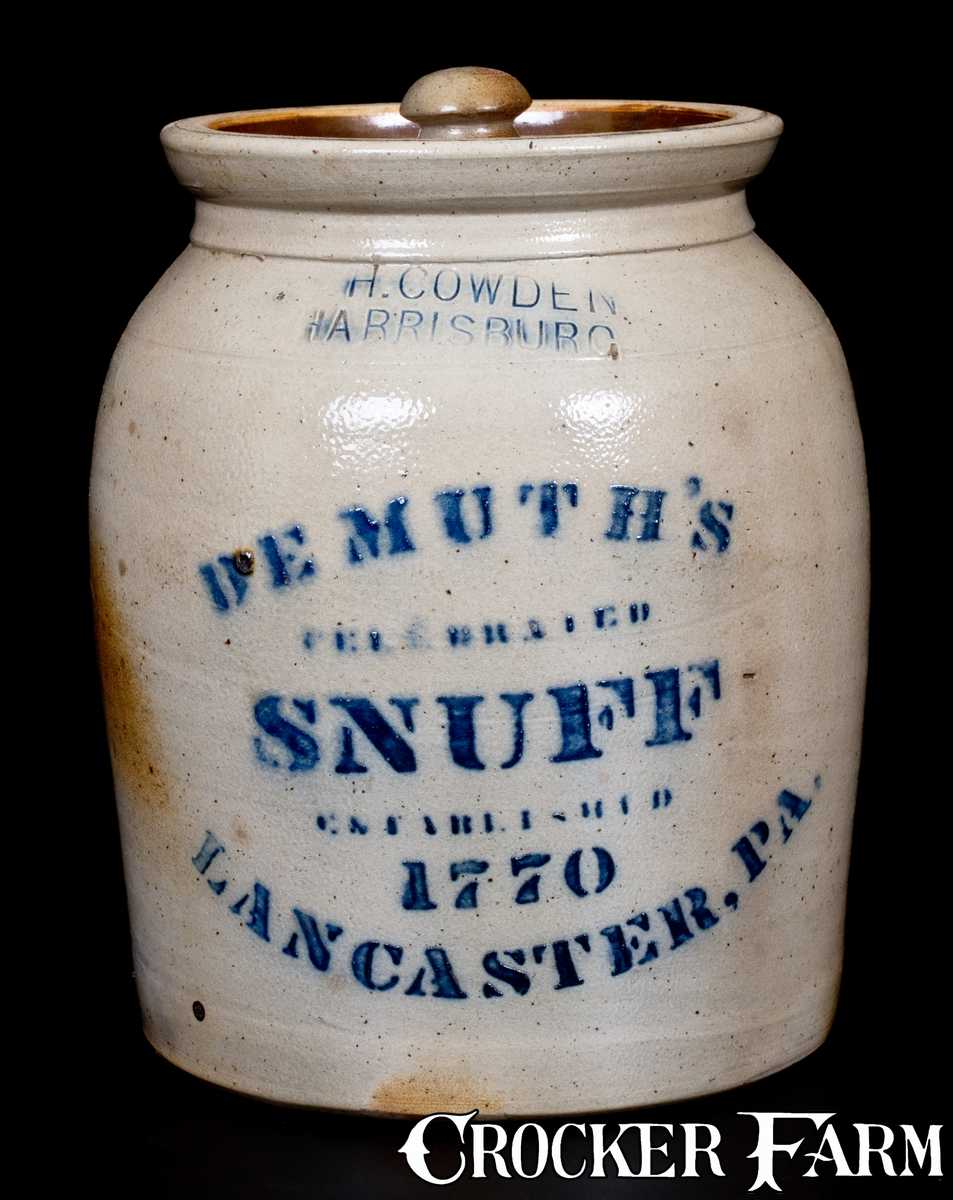 H.COWDEN
HARRISBURG
DEMUTH'S
CELEBRATED
SNUFF
ESTABLISHED
1770
LANCASTER, PA.
CROCKER FARM